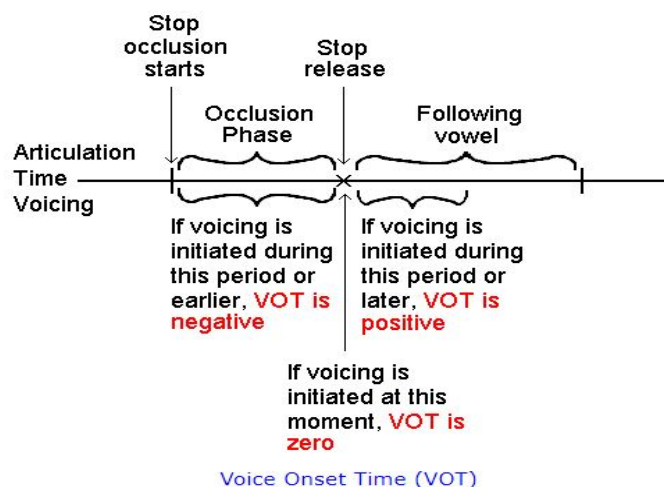 Stop
occlusion
starts
Stop
release
Occlusion
Phase
Following
vowel
Articulation
Time
Voicing
If voicing is
initiated during
this period or
earlier, VOT is
negative
If voicing is
initiated during
this period or
later, VOT is
positive
If voicing is
initiated at this
moment, VOT is
zero
Voice Onset Time (VOT)